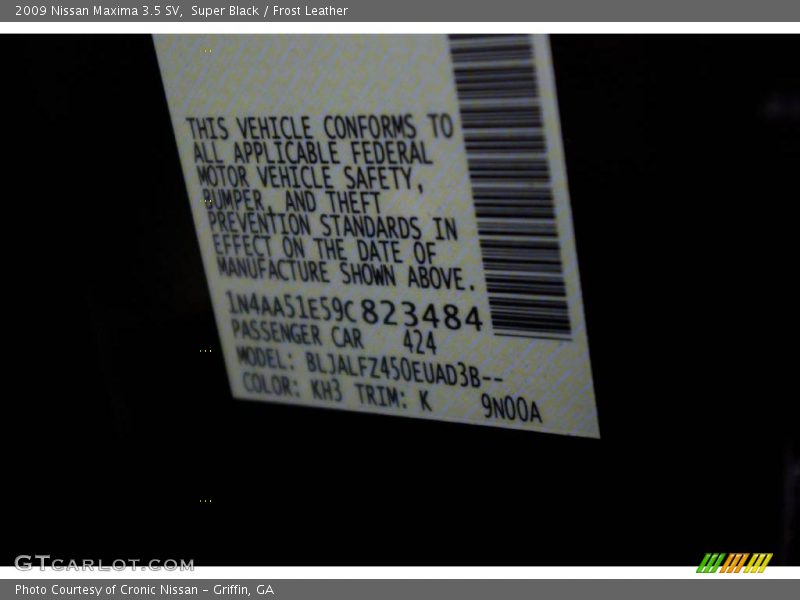 2009 Nissan Maxima 3.5 SV,  Super Black / Frost Leather
THIS VEHICLE CONFORMS TO
ALL APPLICABLE FEDERAL
MOTOR VEHICLE SAFETY,
BUMPER, AND THEFT
PREVENTION STANDARDS IN
EFFECT ON THE DATE OF
MANUFACTURE SHOWN ABOVE.
1N4AA51E59C823484
PASSENGER CAR 424
MODEL: BLJALFZ450EUAD3B--
COLOR: KH3 TRIM: K 9N00A
GTCARLOT.COM
Photo Courtesy of Cronic Nissan - Griffin, GA